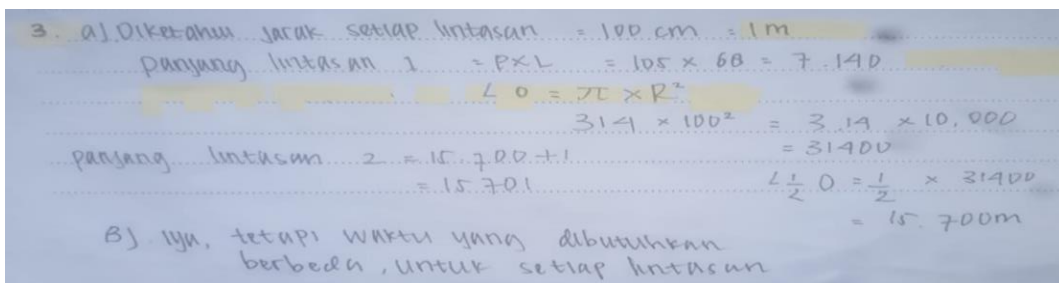 3. a) Diketahui jarak setiap lintasan = 100 cm = 1 m
Panjang lintasan 1 = P x L = 105 x 68 = 7.140
L O = π x R²
314 x 100² = 3,14 x 10.000
= 31400
panjang lintasan 2 = 15.700 + 1
= 15.701
L ½ O = ½ x 31400
= 15.700m
B) Iya, tetapi waktu yang dibutuhkan
berbeda, untuk setiap lintasan